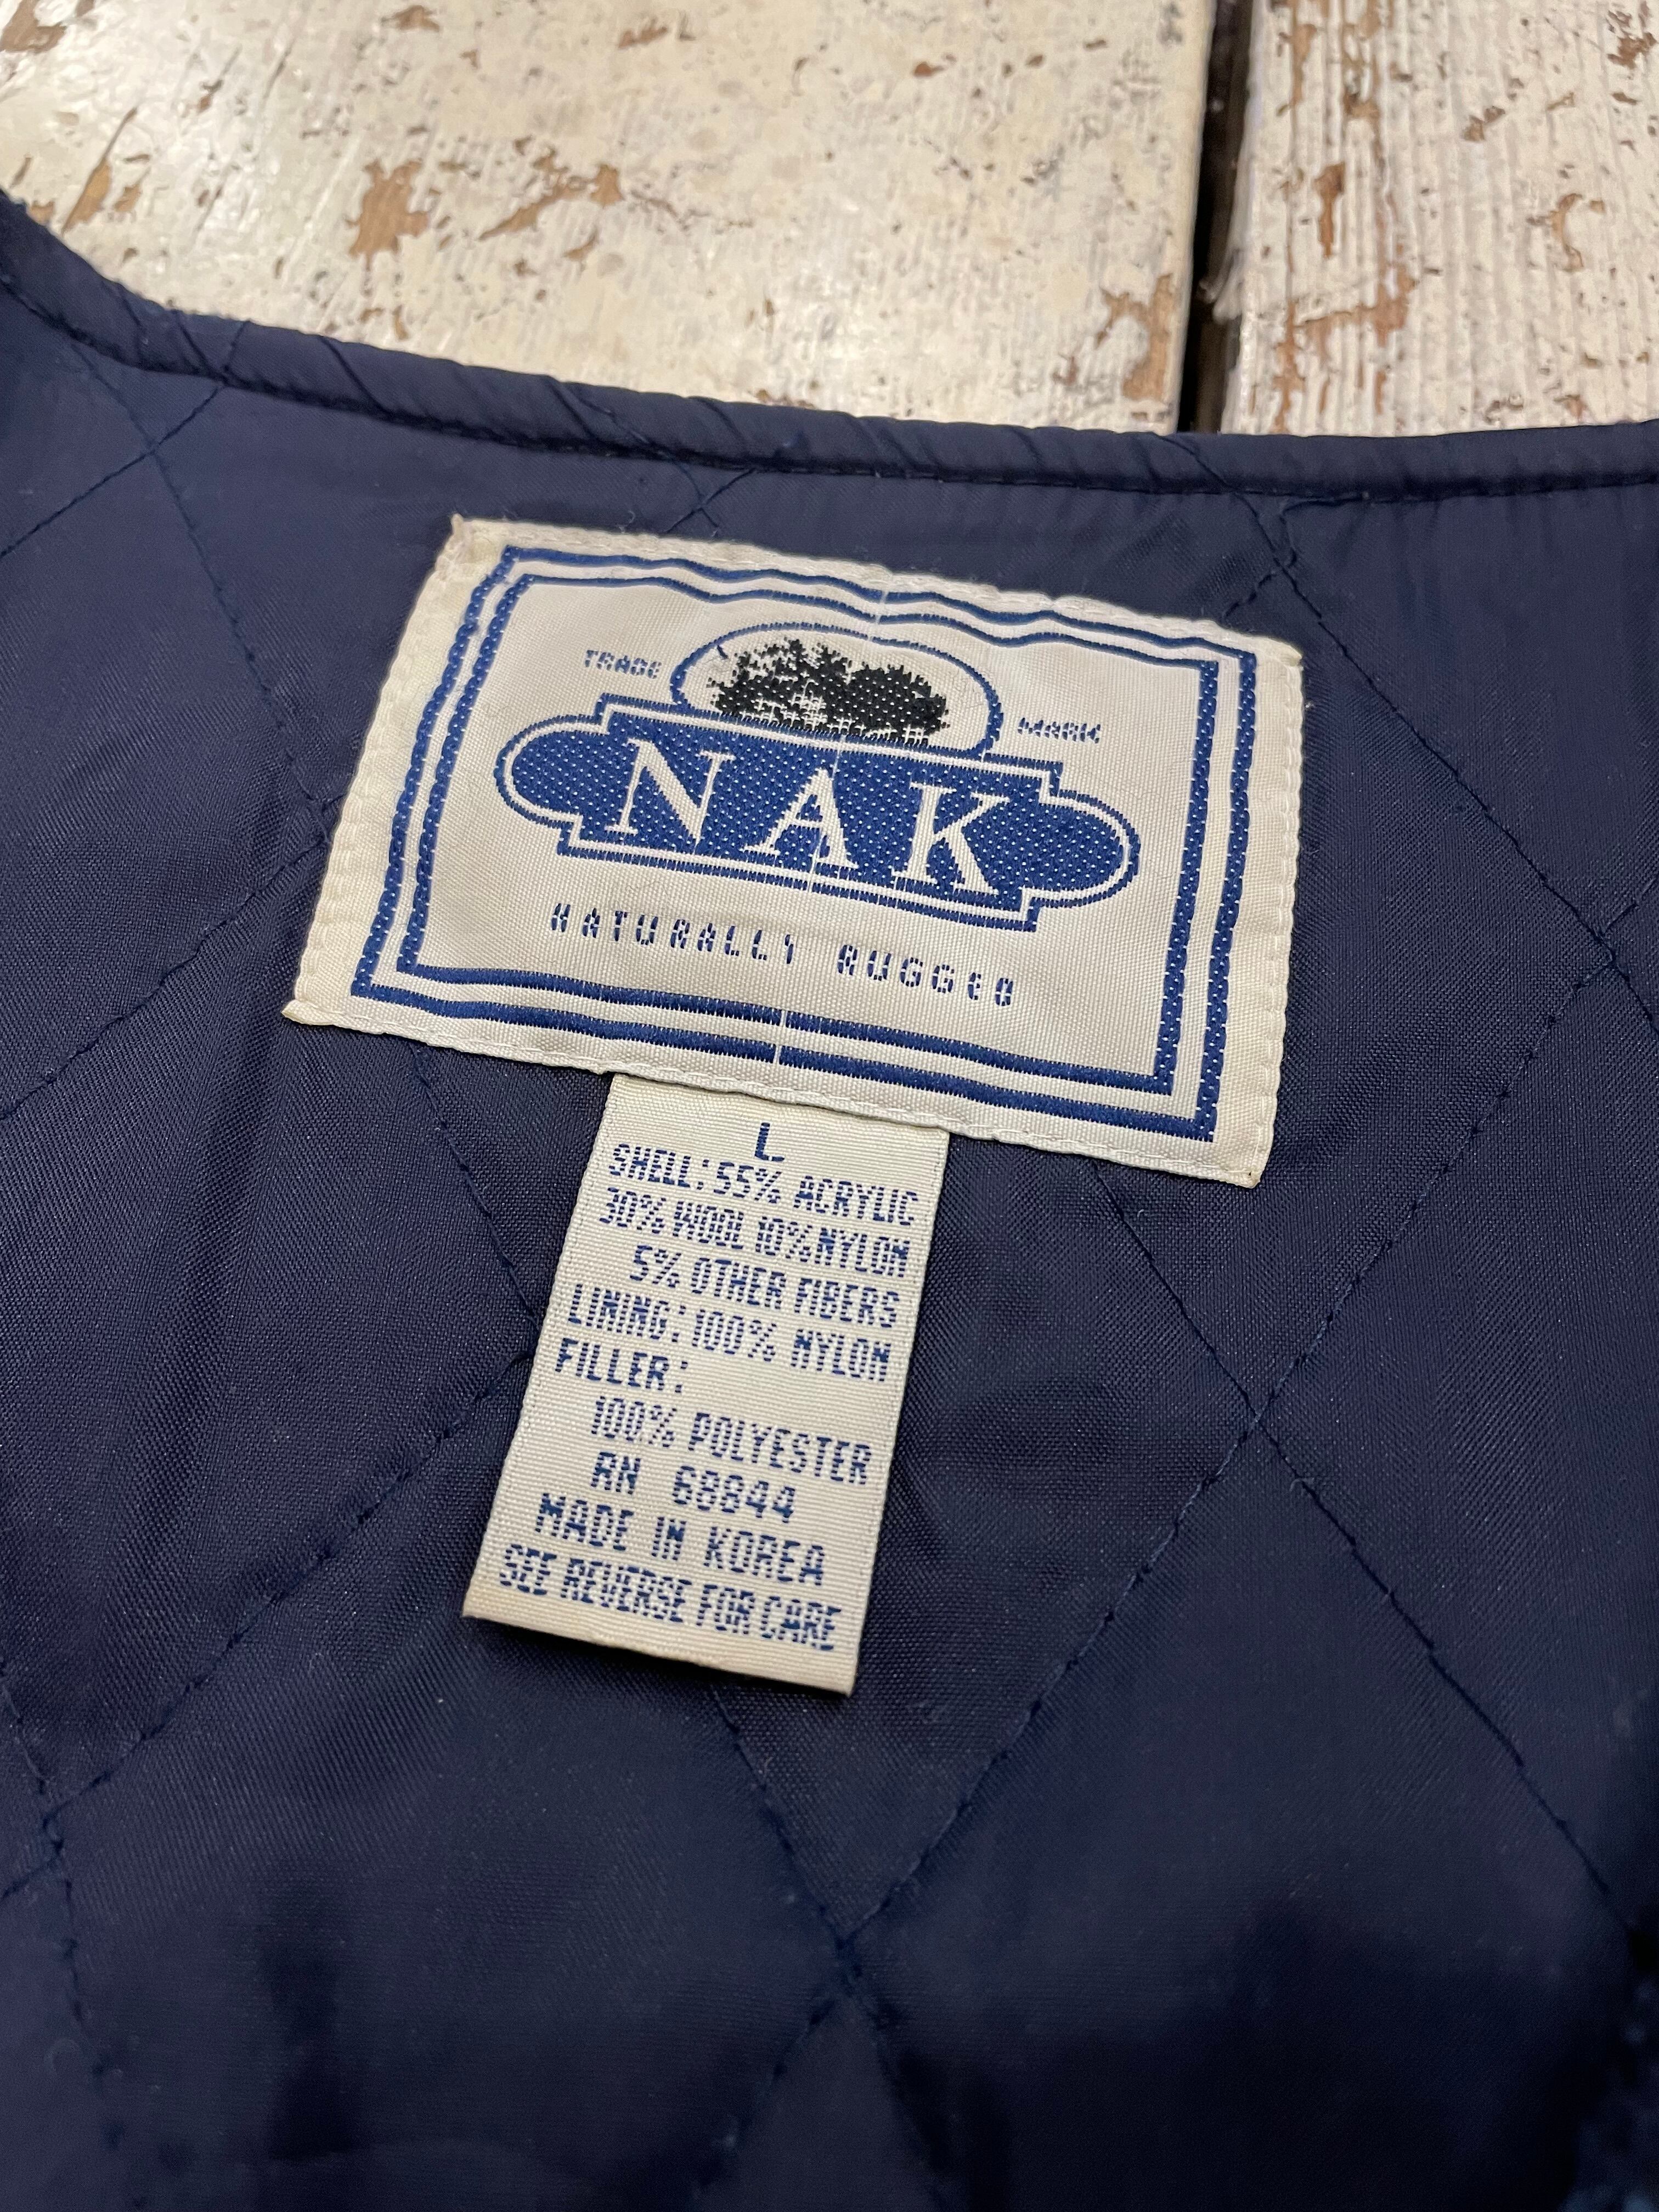 TRADE MARK
NAK
NATURALLY RUGGED
L
SHELL: 55% ACRYLIC
30% WOOL 10% NYLON
5% OTHER FIBERS
LINING: 100% NYLON
FILLER:
100% POLYESTER
RN 68844
MADE IN KOREA
SEE REVERSE FOR CARE